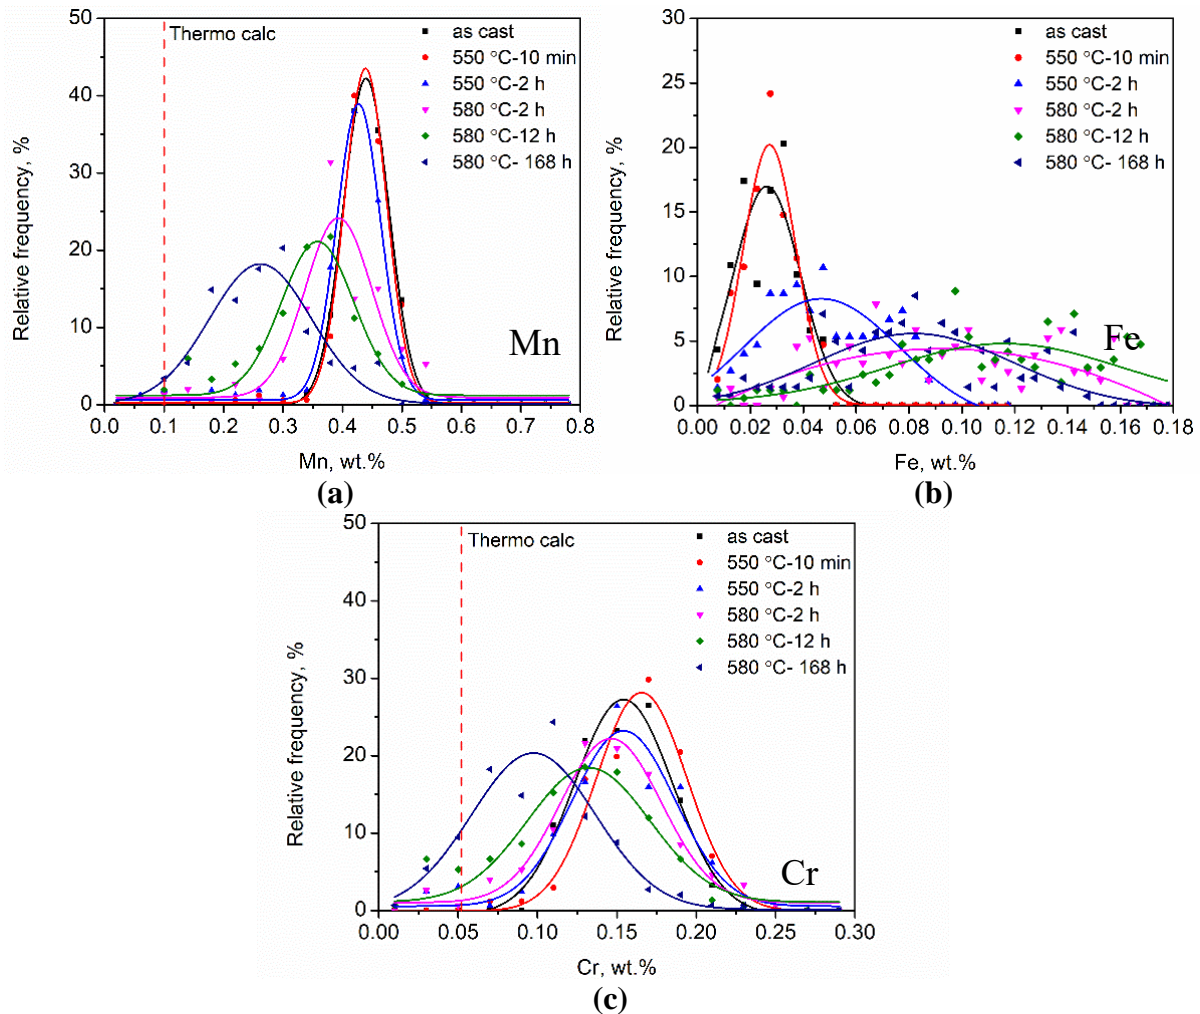 50
40
30
20
10
0
Relative frequency, %
Thermo calc
as cast
550 °C-10 min
550 °C-2 h
580 °C-2 h
580 °C-12 h
580 °C- 168 h
Mn
0.0 0.1 0.2 0.3 0.4 0.5 0.6 0.7 0.8
Mn, wt.%
(a)
30
25
20
15
10
5
0
Relative frequency, %
as cast
550 °C-10 min
550 °C-2 h
580 °C-2 h
580 °C-12 h
580 °C- 168 h
Fe
0.00 0.02 0.04 0.06 0.08 0.10 0.12 0.14 0.16 0.18
Fe, wt.%
(b)
50
40
30
20
10
0
Relative frequency, %
Thermo calc
as cast
550 °C-10 min
550 °C-2 h
580 °C-2 h
580 °C-12 h
580 °C- 168 h
Cr
0.00 0.05 0.10 0.15 0.20 0.25 0.30
Cr, wt.%
(c)